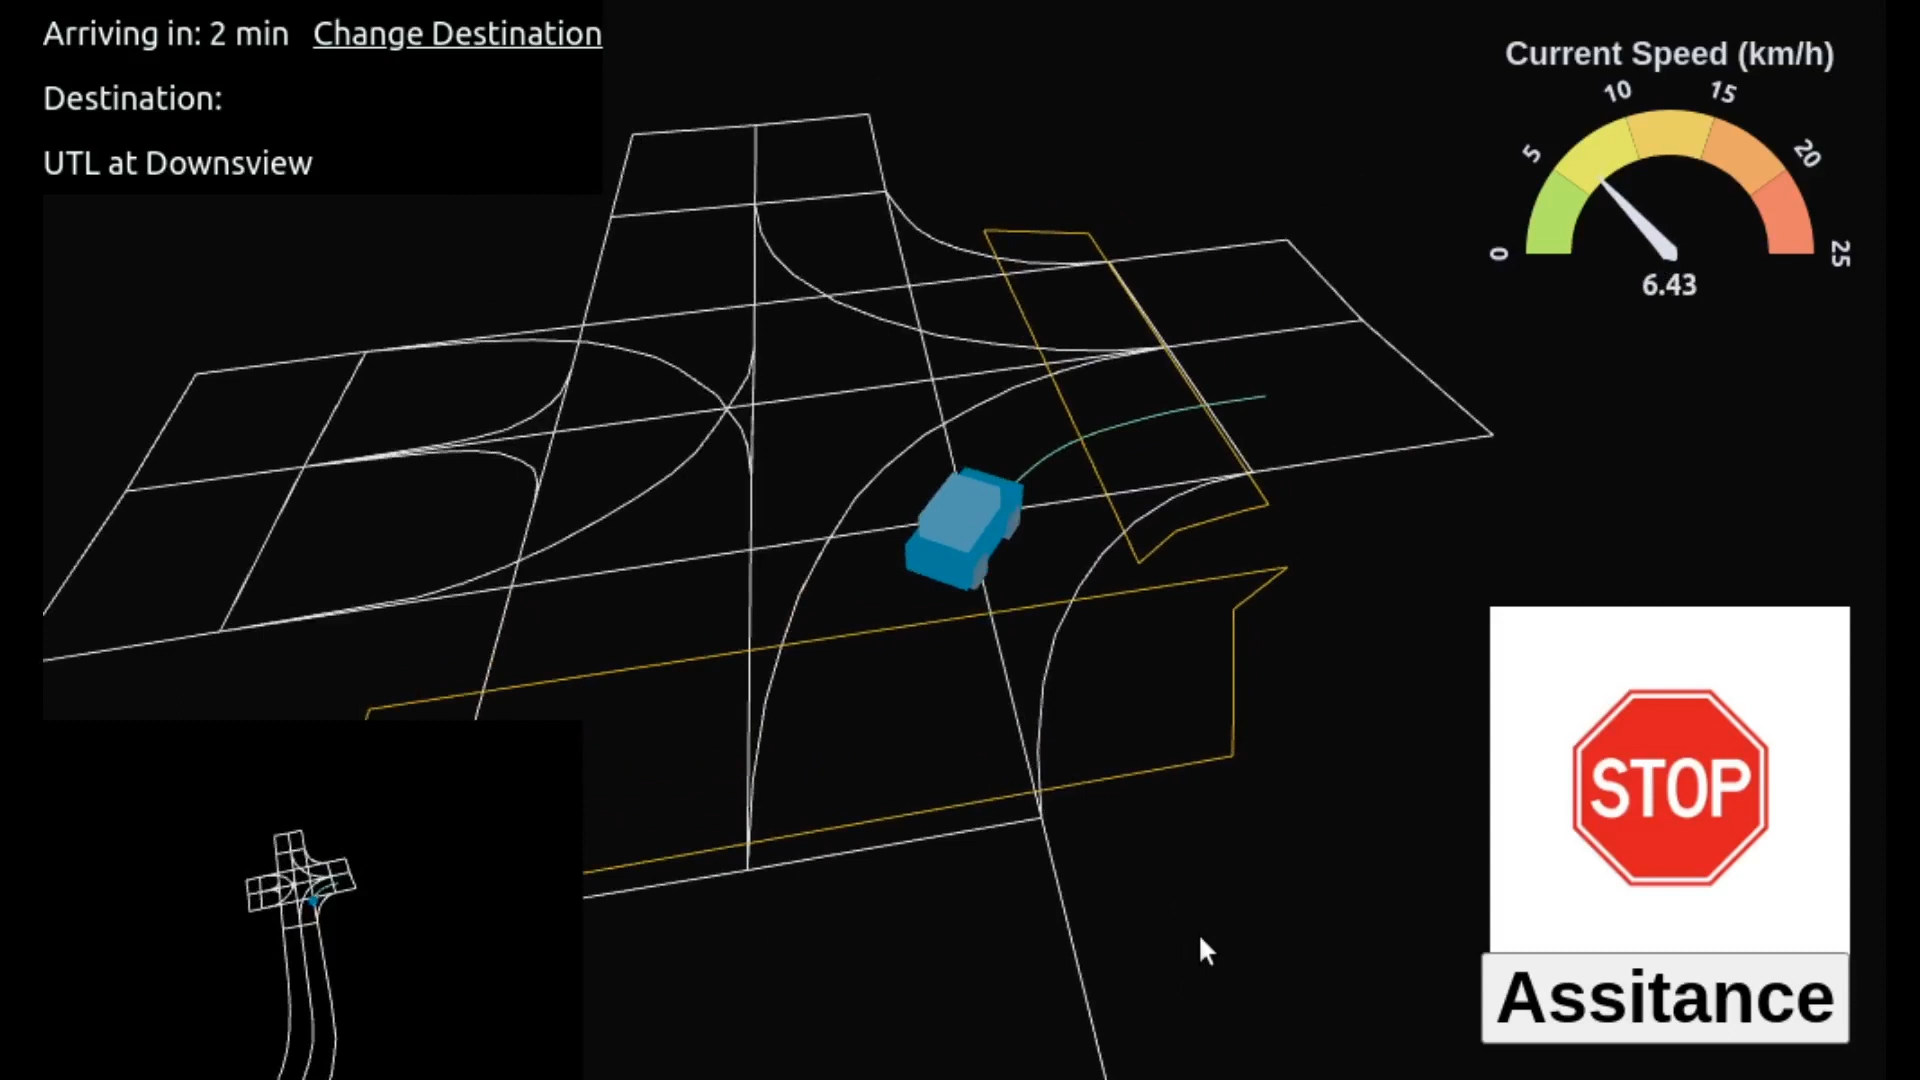 Arriving in: 2 min Change Destination
Destination:
UTL at Downsview
Current Speed (km/h)
0
5
10
15
20
25
6.43
STOP
Assitance